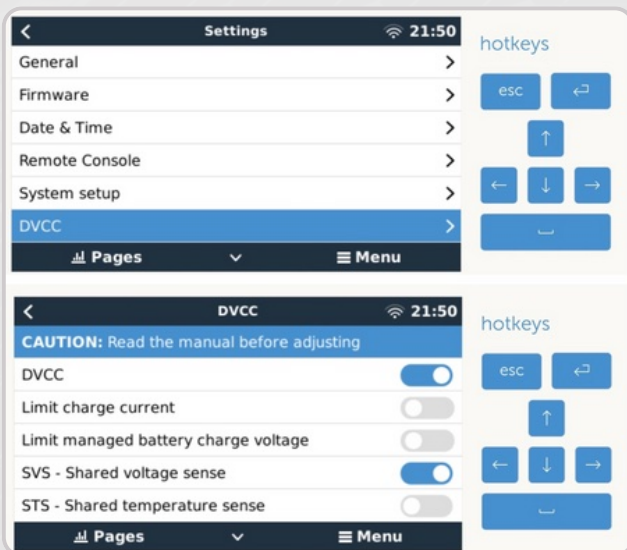 Settings 21:50
General
Firmware
Date & Time
Remote Console
System setup
DVCC
Pages Menu
hotkeys
esc
DVCC 21:50
CAUTION: Read the manual before adjusting
DVCC
Limit charge current
Limit managed battery charge voltage
SVS - Shared voltage sense
STS - Shared temperature sense
Pages Menu
hotkeys
esc